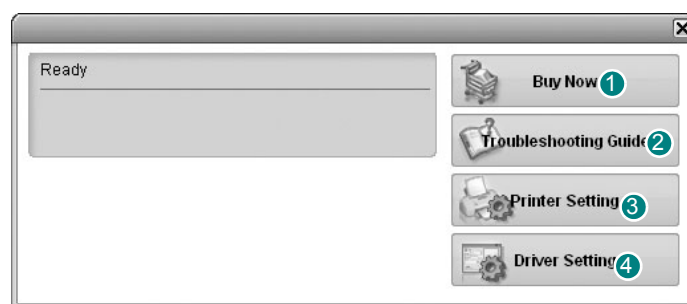 Ready
Buy Now 1
Troubleshooting Guide 2
Printer Setting 3
Driver Setting 4